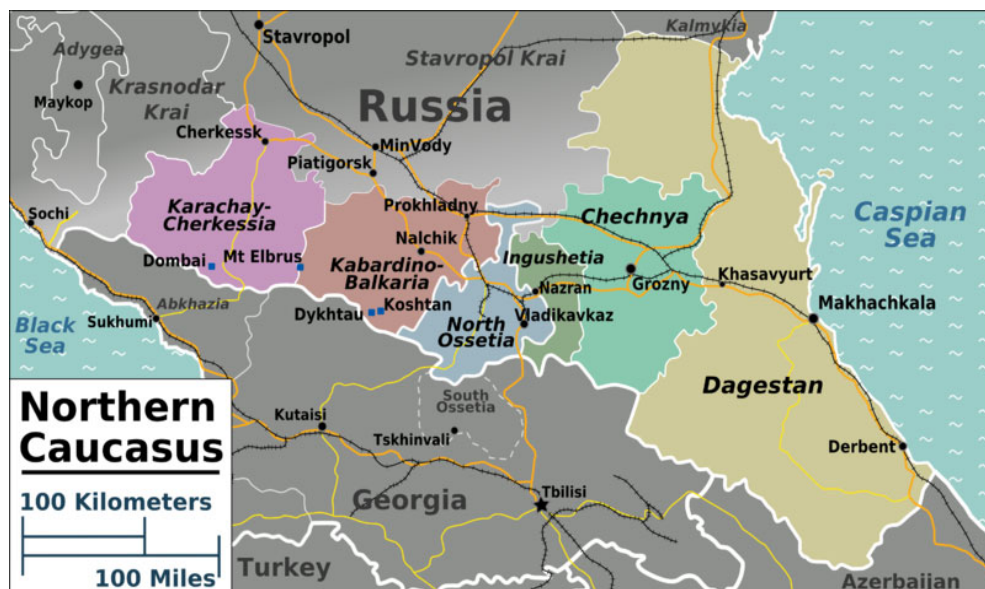 Stavropol
Kalmykia
Adygea
Stavropol Krai
Krasnodar
Krai
Maykop
Russia
Cherkessk
MinVody
Piatigorsk
Karachay-
Cherkessia
Prokhladny
Chechnya
Caspian
Sea
Sochi
Nalchik
Dombai
Mt Elbrus
Kabardino-
Balkaria
Ingushetia
Khasavyurt
Nazran
Grozny
Abkhazia
Koshtan
Dykhtau
Makhachkala
Sukhumi
Vladikavkaz
Black
Sea
North
Ossetia
Dagestan
South
Ossetia
Northern
Caucasus
Kutaisi
Tskhinvali
Derbent
100 Kilometers
Georgia
Tbilisi
100 Miles
Turkey
Azerbaijan